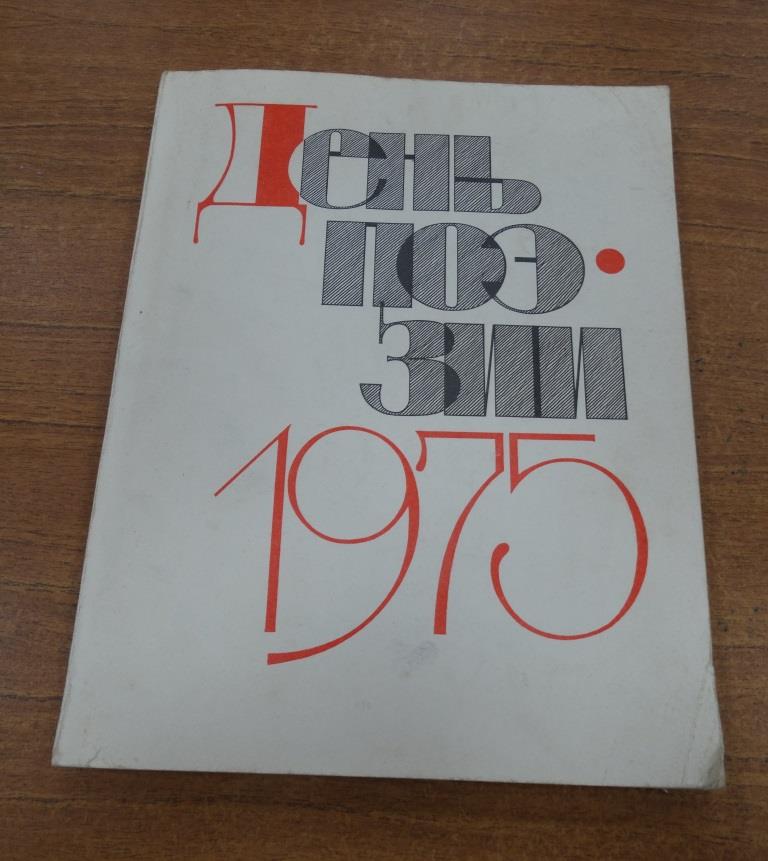 День
поэ
зии
1975